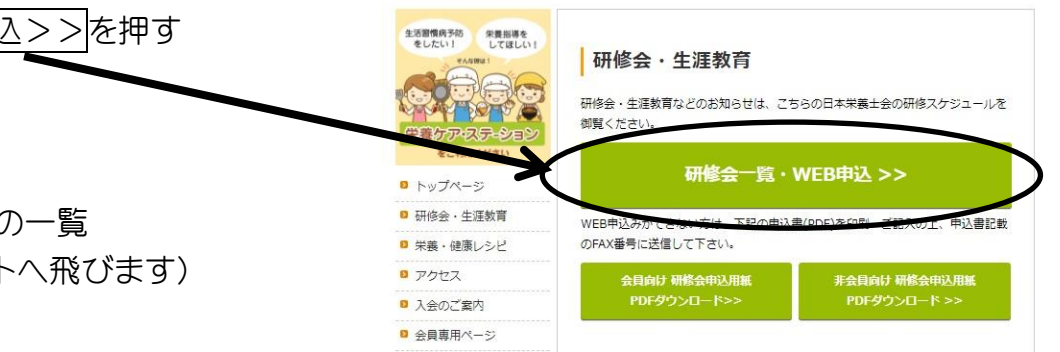 込>>を押す
の一覧
トへ飛びます）
生活習慣病予防
をしたい！
栄養指導を
してほしい！
そんな時は！
栄養ケア・ステーション
トップページ
研修会・生涯教育
栄養・健康レシピ
アクセス
入会のご案内
会員専用ページ
研修会・生涯教育
研修会・生涯教育などのお知らせは、こちらの日本栄養士会の研修スケジュールを
御覧ください。
研修会一覧・WEB申込 >>
WEB申込みができない方は、下記の申込書(PDF)を印刷、ご記入の上、申込書記載
のFAX番号に送信して下さい。
会員向け 研修会申込用紙
PDFダウンロード>>
非会員向け 研修会申込用紙
PDFダウンロード >>